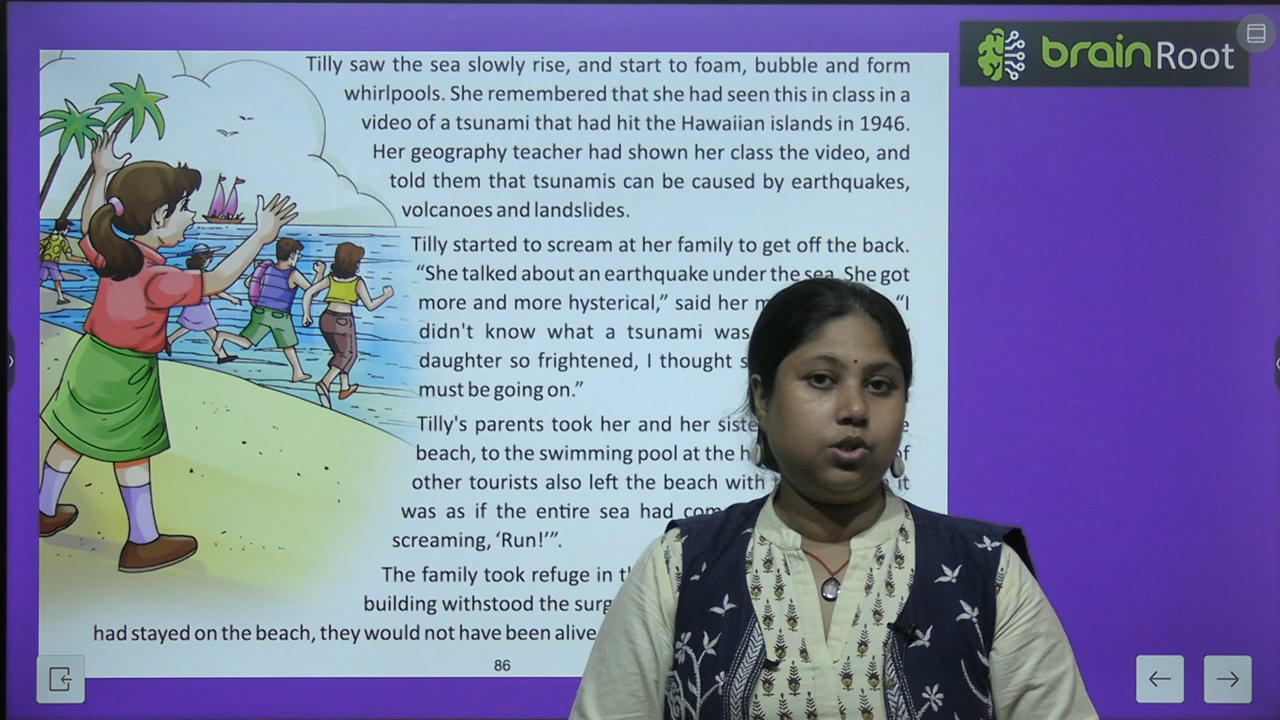 brainRoot
Tilly saw the sea slowly rise, and start to foam, bubble and form
whirlpools. She remembered that she had seen this in class in a
video of a tsunami that had hit the Hawaiian islands in 1946.
Her geography teacher had shown her class the video, and
told them that tsunamis can be caused by earthquakes,
volcanoes and landslides.
Tilly started to scream at her family to get off the back.
“She talked about an earthquake under the sea. She got
more and more hysterical,” said her “I
didn't know what a tsunami was
daughter so frightened, I thought
must be going on.”
Tilly's parents took her and her
beach, to the swimming pool at the
other tourists also left the beach with it
was as if the entire sea had
screaming, ‘Run!’”.
The family took refuge in
building withstood the
had stayed on the beach, they would not have been alive
86